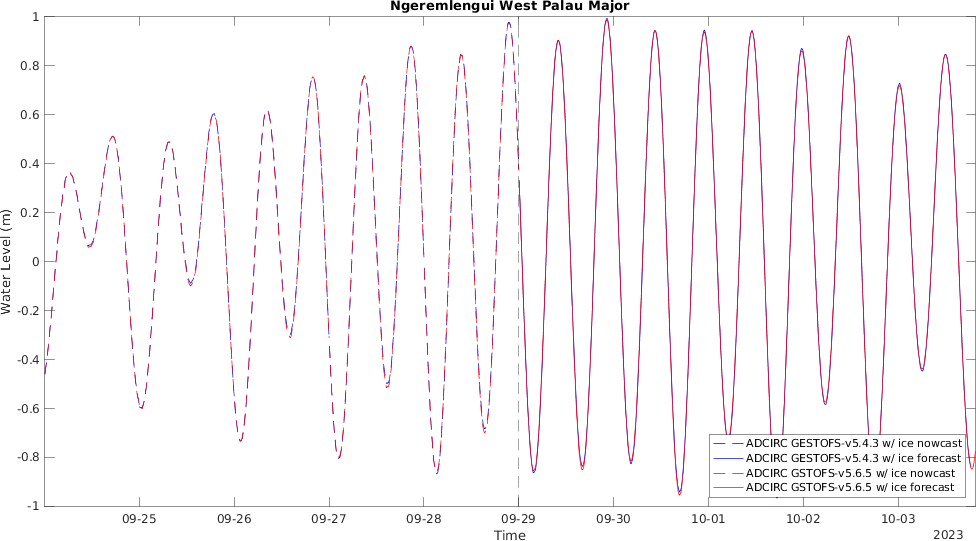 Ngeremlengui West Palau Major
1
0.8
0.6
0.4
0.2
0
-0.2
-0.4
-0.6
-0.8
-1
Water Level (m)
ADCIRC GESTOFS-v5.4.3 w/ ice nowcast
ADCIRC GESTOFS-v5.4.3 w/ ice forecast
ADCIRC GSTOFS-v5.6.5 w/ ice nowcast
ADCIRC GSTOFS-v5.6.5 w/ ice forecast
09-25 09-26 09-27 09-28 09-29 09-30 10-01 10-02 10-03
Time
2023